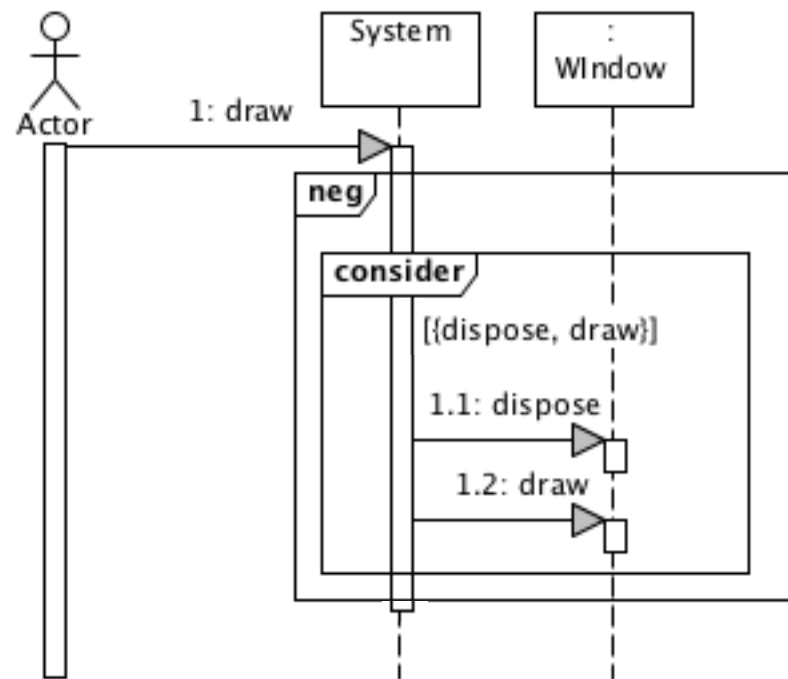 System
:
WIndow
Actor
1: draw
neg
consider
[{dispose, draw}]
1.1: dispose
1.2: draw